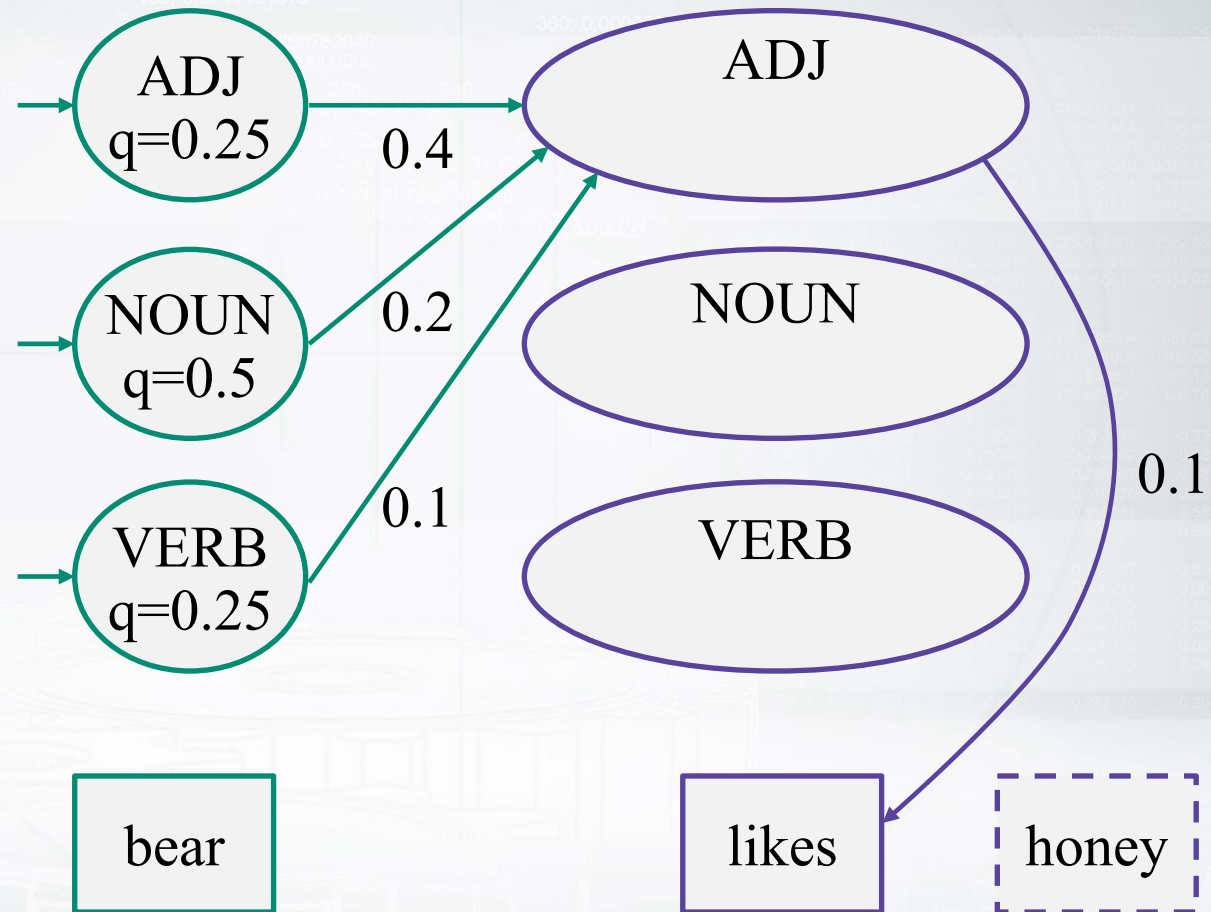 ADJ
q=0.25
0.4
ADJ
NOUN
q=0.5
0.2
NOUN
VERB
q=0.25
0.1
VERB
0.1
bear
likes
honey